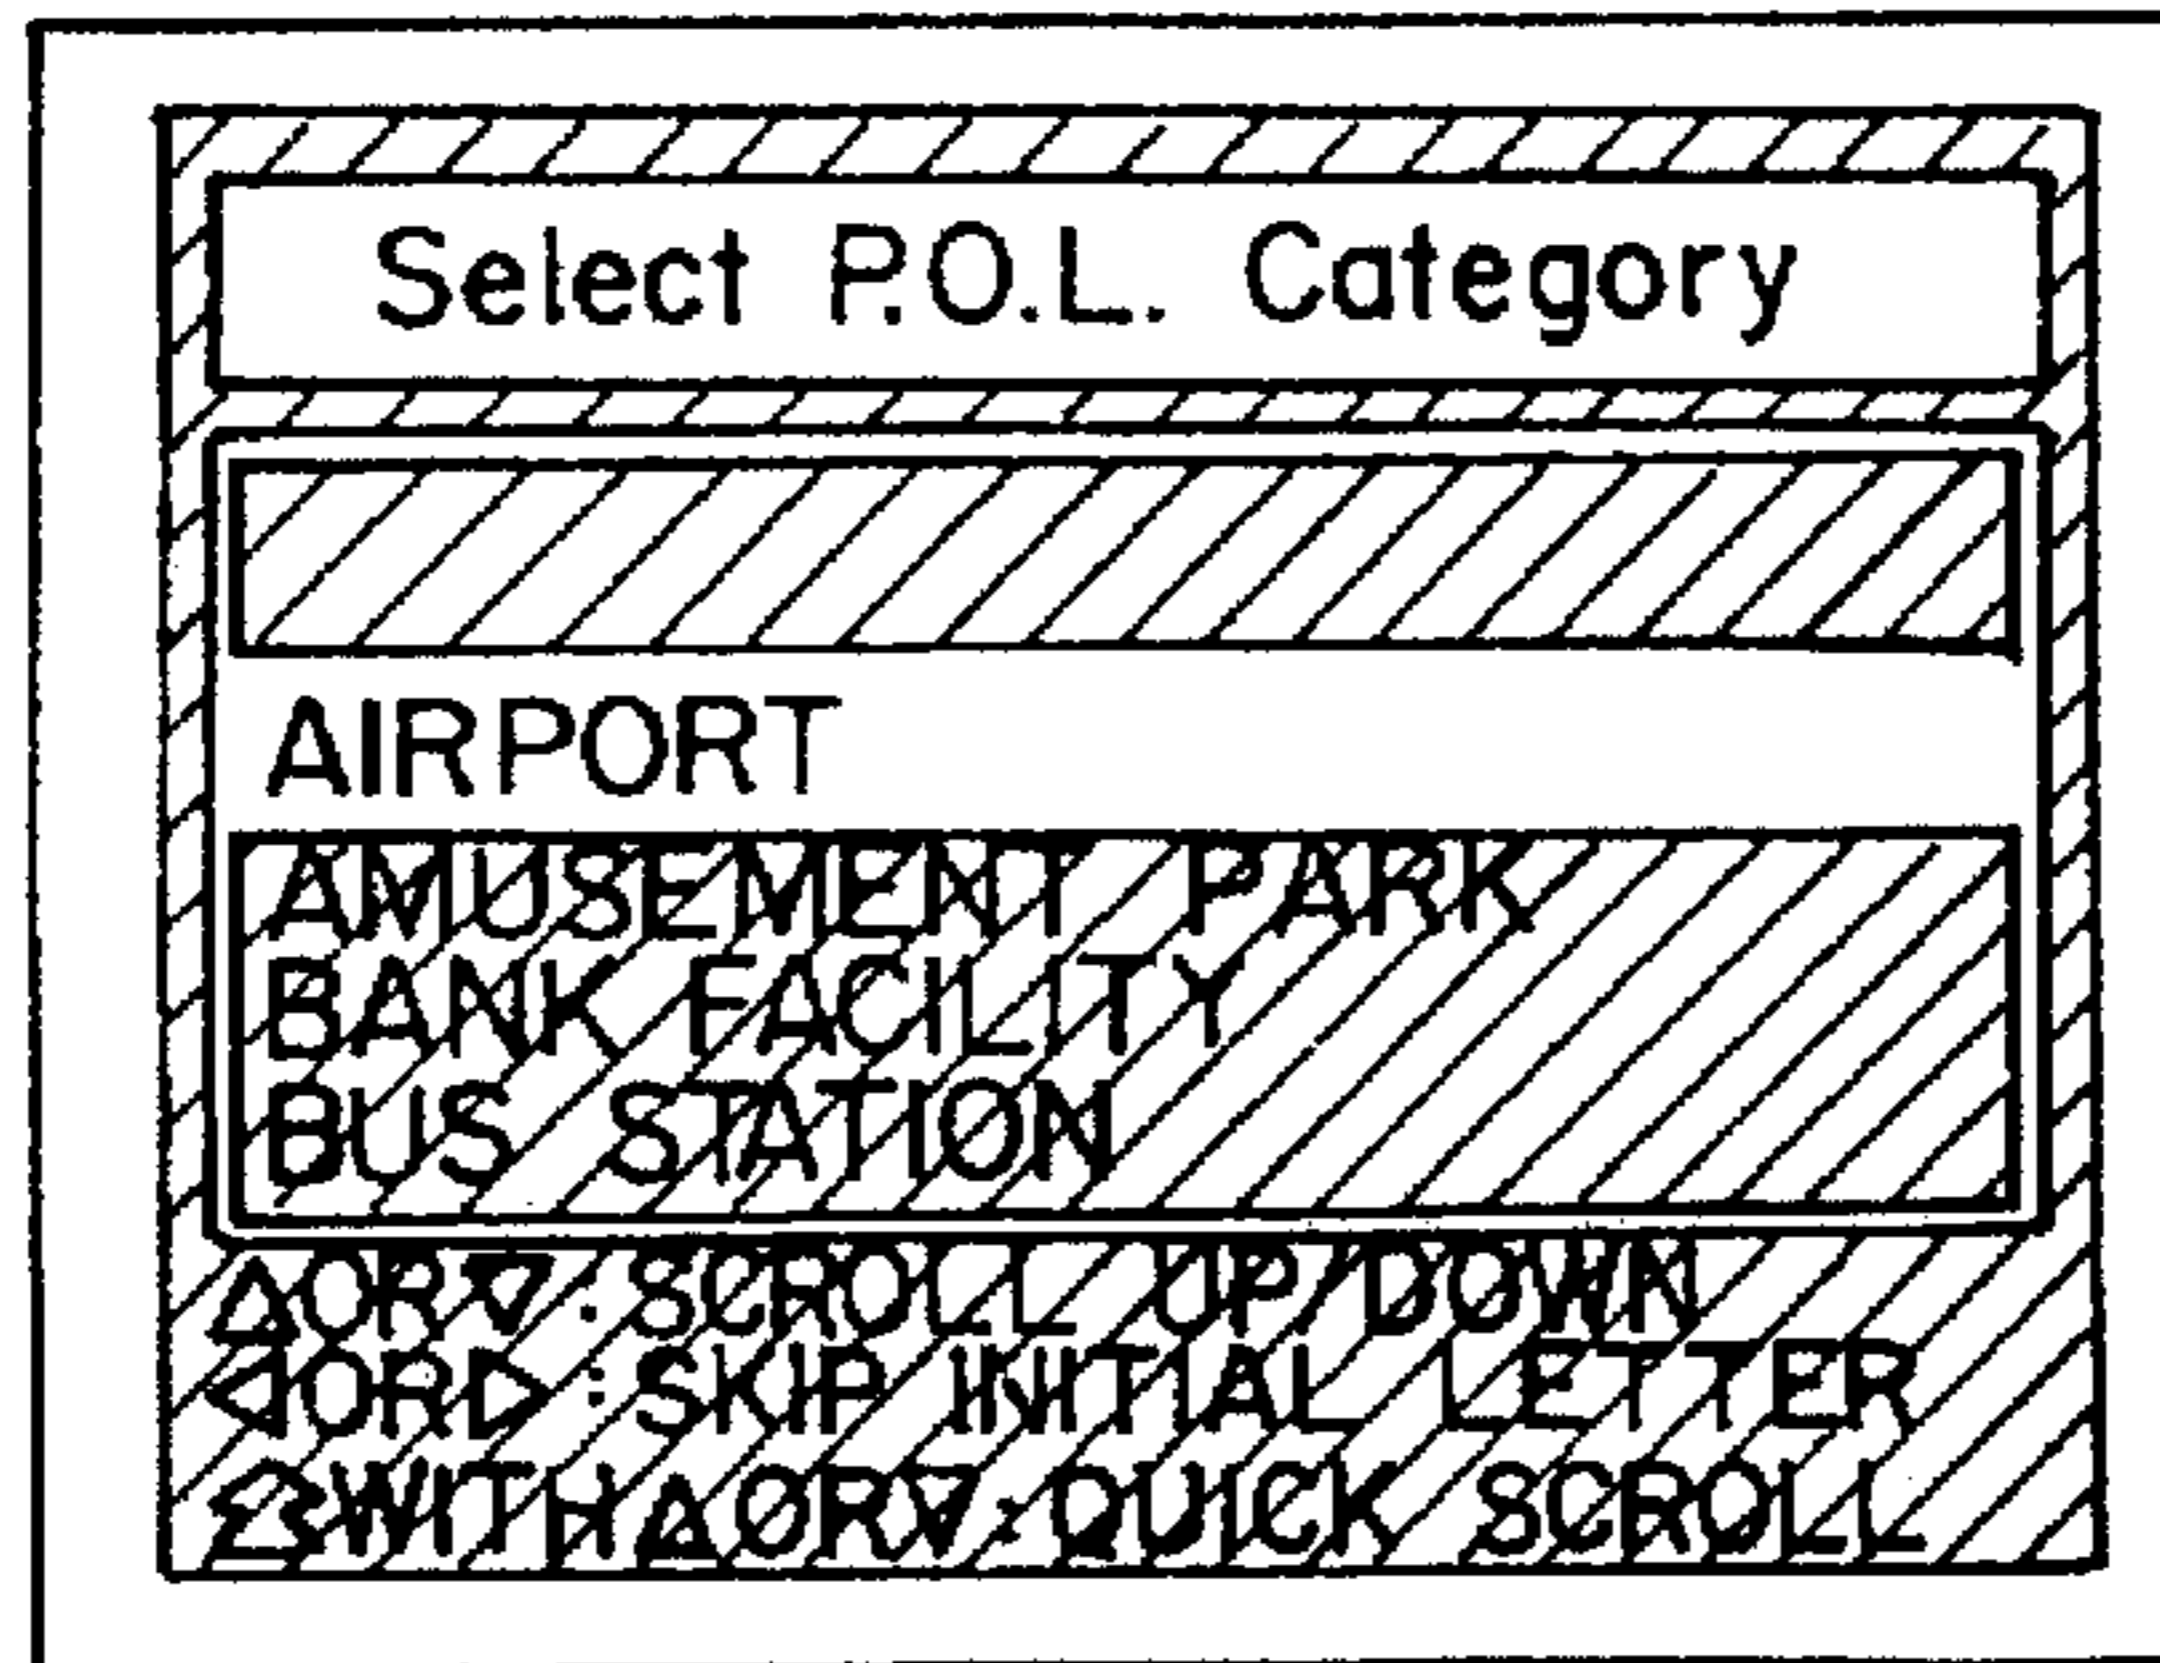 Select P.O.L. Category
AIRPORT
AMUSEMENT PARK
BANK FACILITY
BUS STATION
△OR▽:SCROLL UP/DOWN
◁OR▷:SKIP INITIAL LETTER
WITH△OR▽:QUICK SCROLL